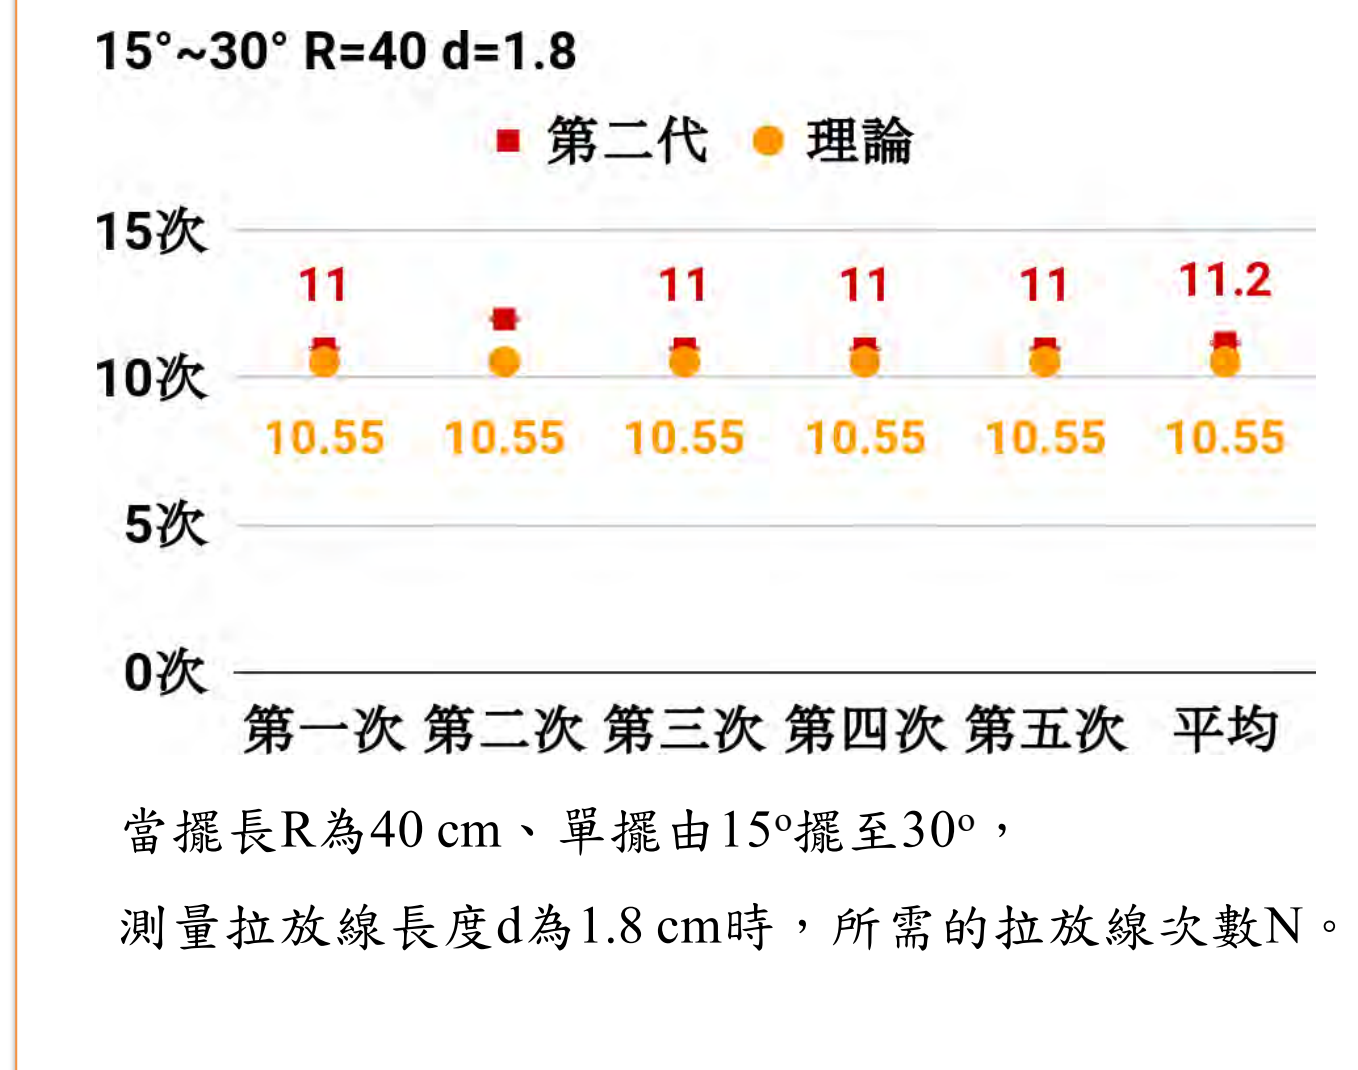 15°~30° R=40 d=1.8
第二代 理論
15次
11 11 11 11 11.2
10次
10.55 10.55 10.55 10.55 10.55 10.55
5次
0次
第一次 第二次 第三次 第四次 第五次 平均
當擺長R為40 cm、單擺由15º擺至30º，
測量拉放線長度d為1.8 cm時，所需的拉放線次數N。